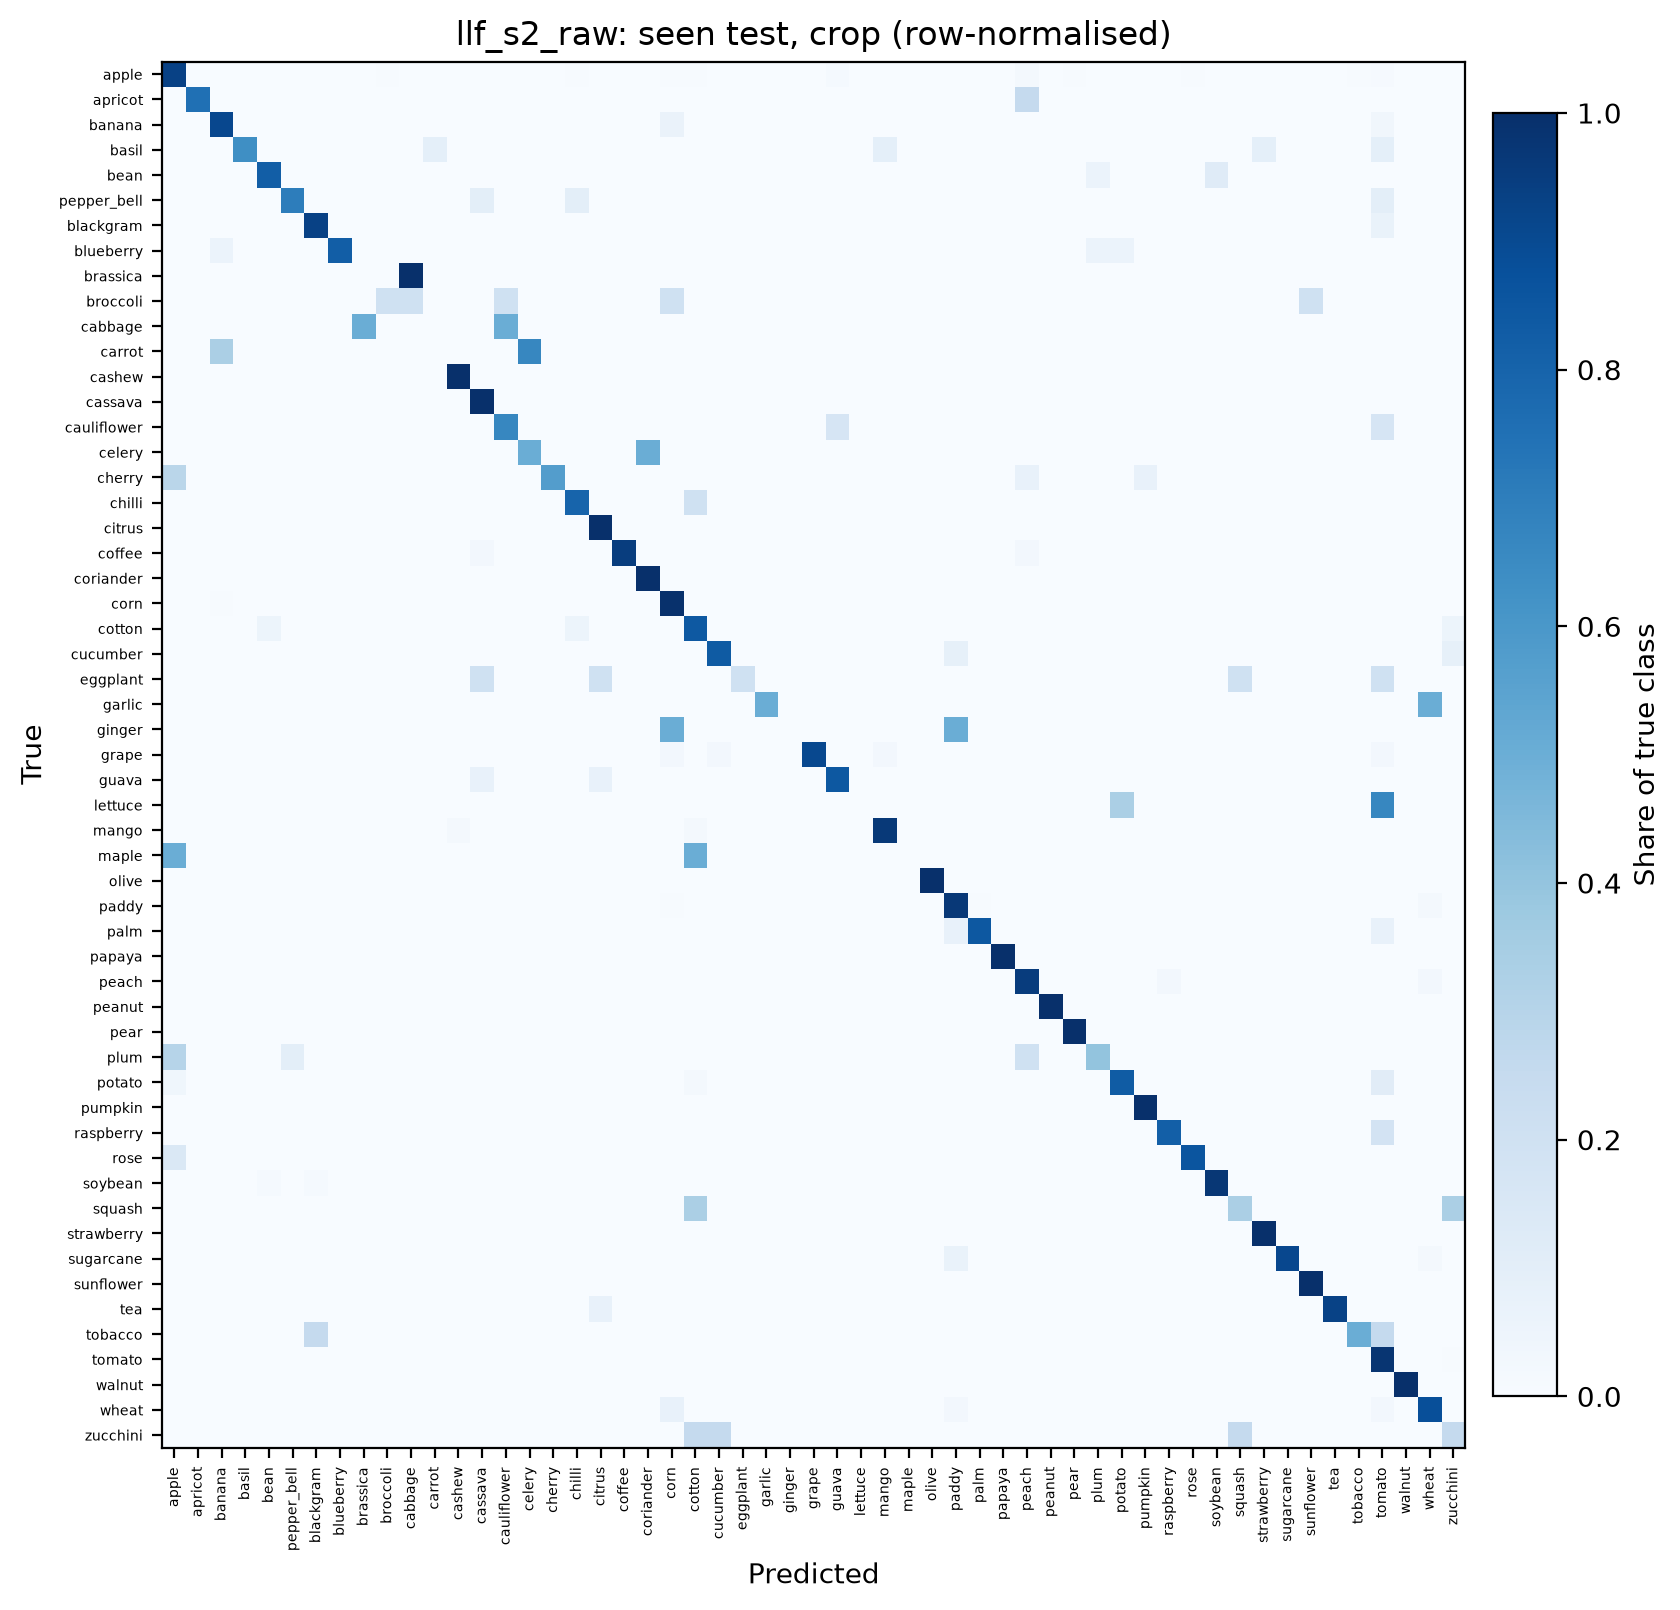 llf_s2_raw: seen test, crop (row-normalised)
True
apple
apricot
banana
basil
bean
pepper_bell
blackgram
blueberry
brassica
broccoli
cabbage
carrot
cashew
cassava
cauliflower
celery
cherry
chilli
citrus
coffee
coriander
corn
cotton
cucumber
eggplant
garlic
ginger
grape
guava
lettuce
mango
maple
olive
paddy
palm
papaya
peach
peanut
pear
plum
potato
pumpkin
raspberry
rose
soybean
squash
strawberry
sugarcane
sunflower
tea
tobacco
tomato
walnut
wheat
zucchini
apple
apricot
banana
basil
bean
pepper_bell
blackgram
blueberry
brassica
broccoli
cabbage
carrot
cashew
cassava
cauliflower
celery
cherry
chilli
citrus
coffee
coriander
corn
cotton
cucumber
eggplant
garlic
ginger
grape
guava
lettuce
mango
maple
olive
paddy
palm
papaya
peach
peanut
pear
plum
potato
pumpkin
raspberry
rose
soybean
squash
strawberry
sugarcane
sunflower
tea
tobacco
tomato
walnut
wheat
zucchini
Predicted
1.0
0.8
0.6
0.4
0.2
0.0
Share of true class